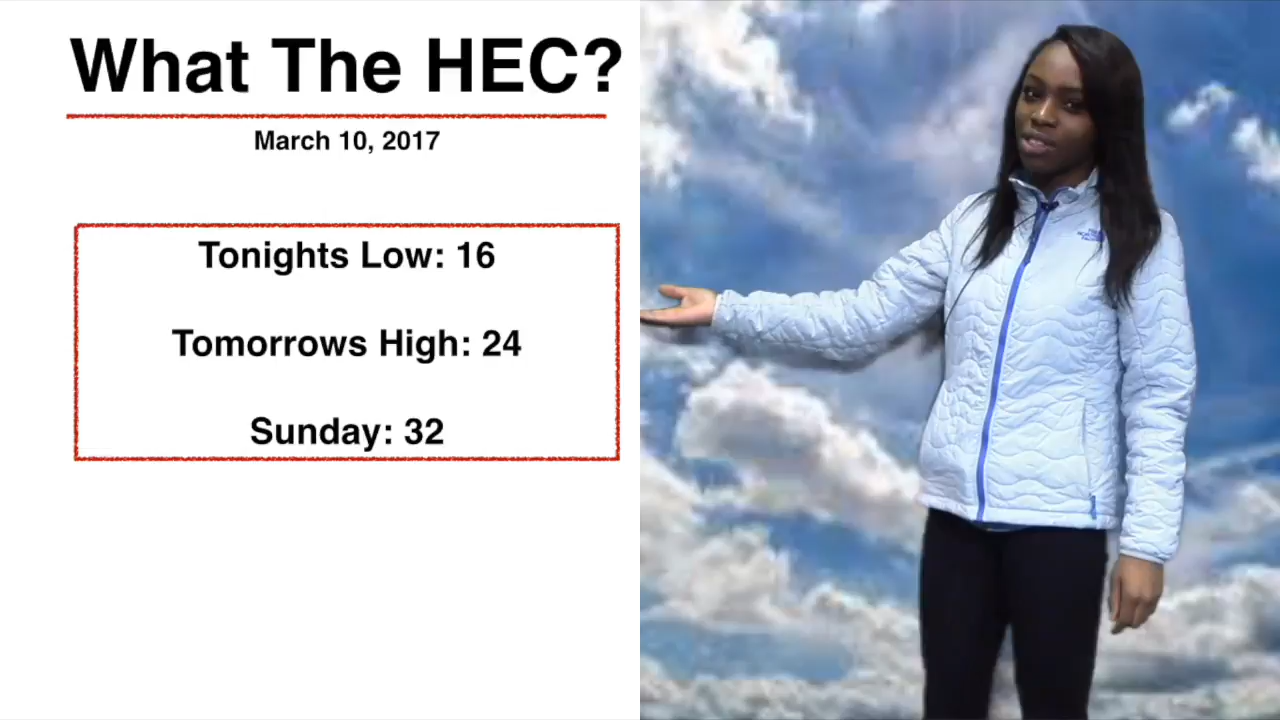 What The HEC?
March 10, 2017
Tonights Low: 16
Tomorrows High: 24
Sunday: 32